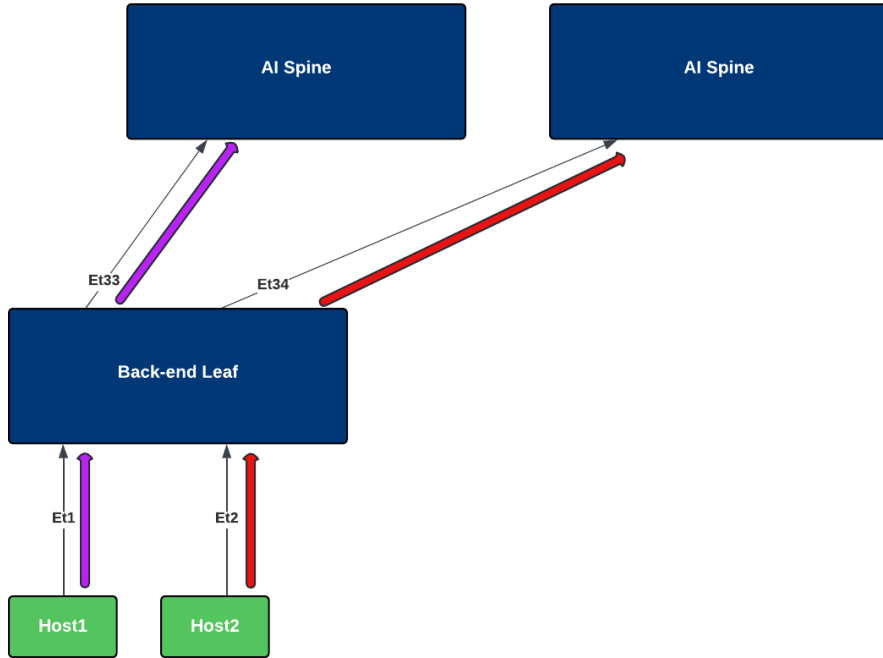 AI Spine
AI Spine
Et33
Et34
Back-end Leaf
Et1
Et2
Host1
Host2